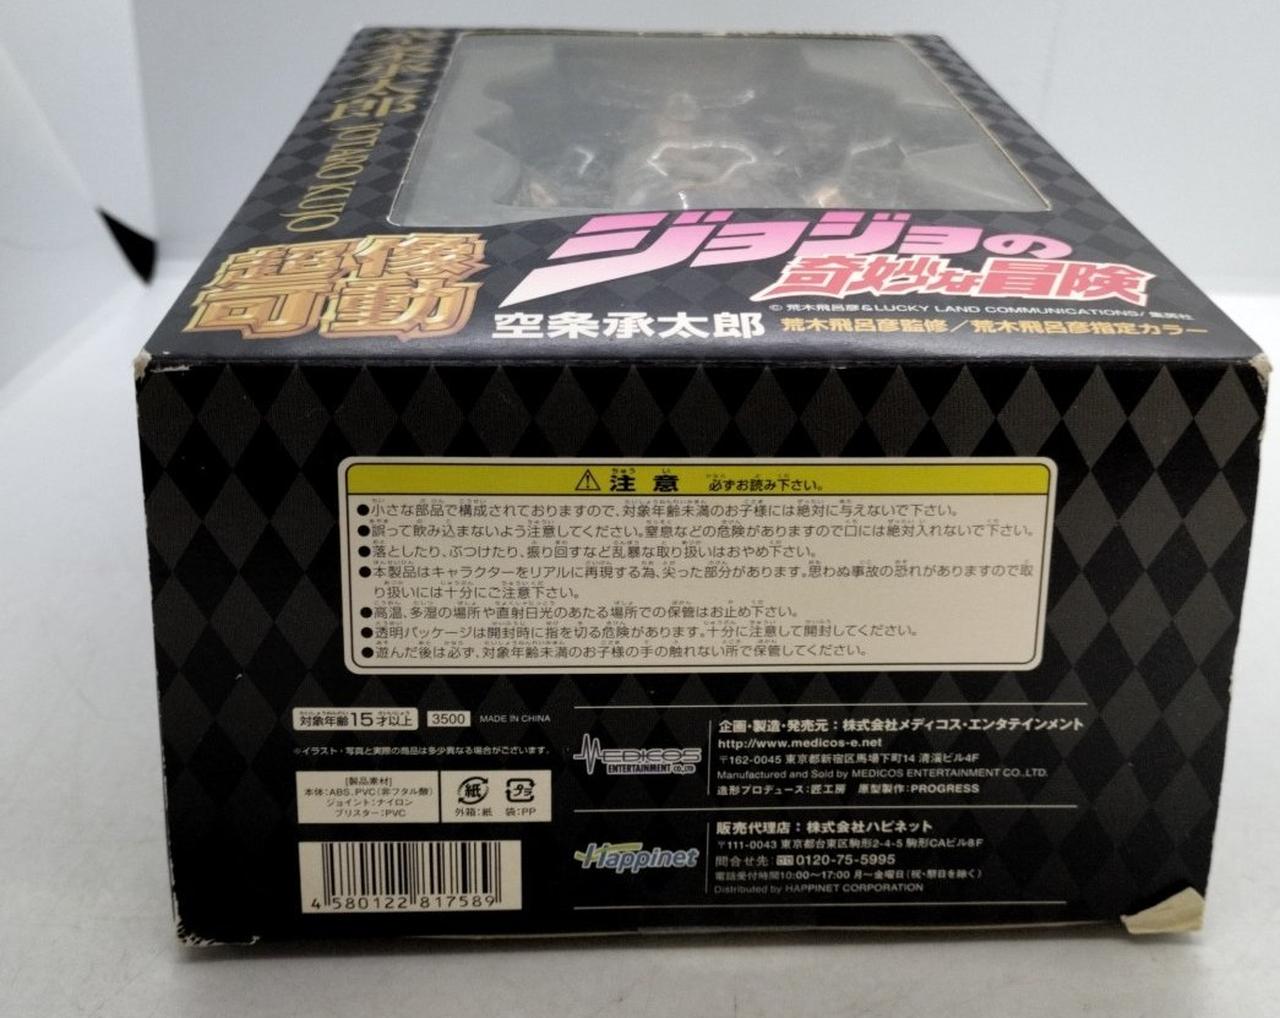 空条承太郎 JOTARO KUJO
超像可動
ジョジョの
奇妙な冒険
©荒木飛呂彦&LUCKY LAND COMMUNICATIONS/集英社
空条承太郎
荒木飛呂彦監修/荒木飛呂彦指定カラー
⚠注意 必ずお読み下さい。
●小さな部品で構成されておりますので、対象年齢未満のお子様には絶対に与えないで下さい。
●誤って飲み込まないよう注意してください。窒息などの危険がありますので口には絶対入れないで下さい。
●落としたり、ぶつけたり、振り回すなど乱暴な取り扱いはおやめ下さい。
●本製品はキャラクターをリアルに再現する為、尖った部分があります。思わぬ事故の恐れがありますので取
り扱いには十分にご注意下さい。
●高温、多湿の場所や直射日光のあたる場所での保管はお止め下さい。
●透明パッケージは開封時に指を切る危険があります。十分に注意して開封してください。
●遊んだ後は必ず、対象年齢未満のお子様の手の触れない所で保管してください。
対象年齢15才以上 3500 MADE IN CHINA
※イラスト・写真と実際の商品は多少異なる場合がございます。
[製品素材]
本体:ABS、PVC(非フタル酸)
ジョイント:ナイロン
ブリスター:PVC
紙 プラ
外箱:紙 袋:PP
4 580122 817589
MEDICOS
ENTERTAINMENT CO.,LTD
企画・製造・発売元:株式会社メディコス・エンタテインメント
http://www.medicos-e.net
〒162-0045 東京都新宿区馬場下町14 清渓ビル4F
Manufactured and Sold by MEDICOS ENTERTAINMENT CO.,LTD.
造形プロデュース:匠工房 原型製作:PROGRESS
Happinet
販売代理店:株式会社ハピネット
〒111-0043 東京都台東区駒形2-4-5 駒形CAビル8F
問合せ先:0120-75-5995
電話受付時間10:00〜17:00 月〜金曜日(祝・祭日を除く)
Distributed by HAPPINET CORPORATION